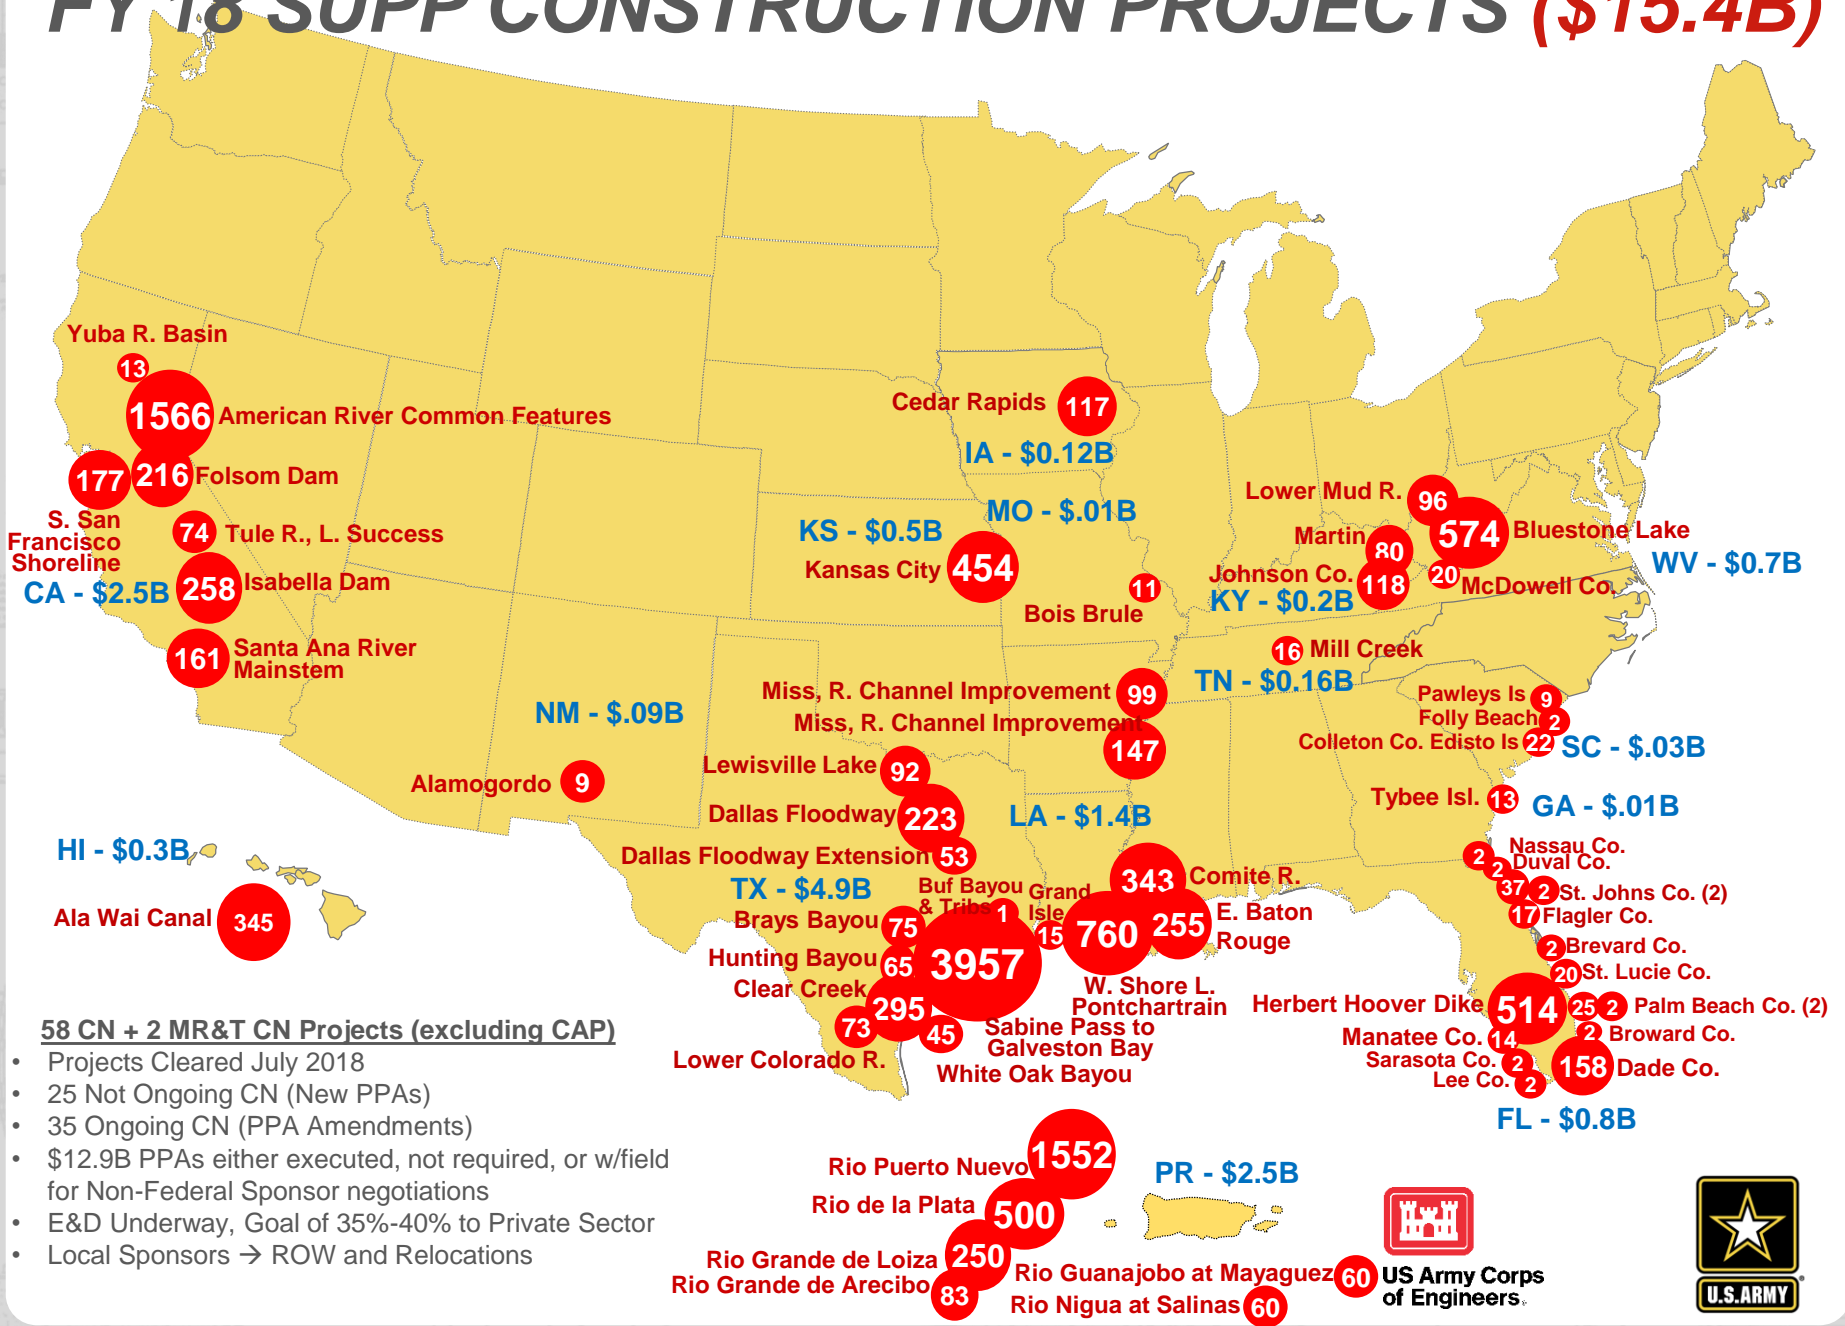 FY 18 SUPP CONSTRUCTION PROJECTS ($15.4B)
Yuba R. Basin
13
1566 American River Common Features
177
216 Folsom Dam
S. San
Francisco
Shoreline
74 Tule R., L. Success
CA - $2.5B
258 Isabella Dam
161 Santa Ana River
Mainstem
Cedar Rapids 117
IA - $0.12B
MO - $.01B
KS - $0.5B
Kansas City 454
11
Bois Brule
Lower Mud R. 96
574 Bluestone Lake
Martin 80
WV - $0.7B
Johnson Co. 118
20 McDowell Co.
KY - $0.2B
16 Mill Creek
TN - $0.16B
Miss, R. Channel Improvement 99
Miss, R. Channel Improvement
147
NM - $.09B
Alamogordo 9
Pawleys Is 9
Folly Beach 2
Colleton Co. Edisto Is 22 SC - $.03B
Tybee Isl. 13 GA - $.01B
Lewisville Lake 92
Dallas Floodway 223
LA - $1.4B
Dallas Floodway Extension 53
TX - $4.9B
Buf Bayou
& Tribs 1
Grand
Isle
15
343 Comite R.
760
255 E. Baton
Rouge
Brays Bayou 75
Hunting Bayou 65
3957
Clear Creek
295
W. Shore L.
Pontchartrain
73
45
Sabine Pass to
Galveston Bay
Lower Colorado R.
White Oak Bayou
2 Nassau Co.
2 Duval Co.
37 2 St. Johns Co. (2)
17 Flagler Co.
2 Brevard Co.
20 St. Lucie Co.
Herbert Hoover Dike 514
25 2 Palm Beach Co. (2)
Manatee Co. 14
2 Broward Co.
Sarasota Co. 2
158 Dade Co.
Lee Co. 2
FL - $0.8B
HI - $0.3B
Ala Wai Canal 345
58 CN + 2 MR&T CN Projects (excluding CAP)
• Projects Cleared July 2018
• 25 Not Ongoing CN (New PPAs)
• 35 Ongoing CN (PPA Amendments)
• $12.9B PPAs either executed, not required, or w/field
for Non-Federal Sponsor negotiations
• E&D Underway, Goal of 35%-40% to Private Sector
• Local Sponsors → ROW and Relocations
Rio Puerto Nuevo 1552
PR - $2.5B
Rio de la Plata 500
Rio Grande de Loiza 250
Rio Grande de Arecibo 83
Rio Guanajobo at Mayaguez 60
Rio Nigua at Salinas 60
US Army Corps
of Engineers®
U.S.ARMY